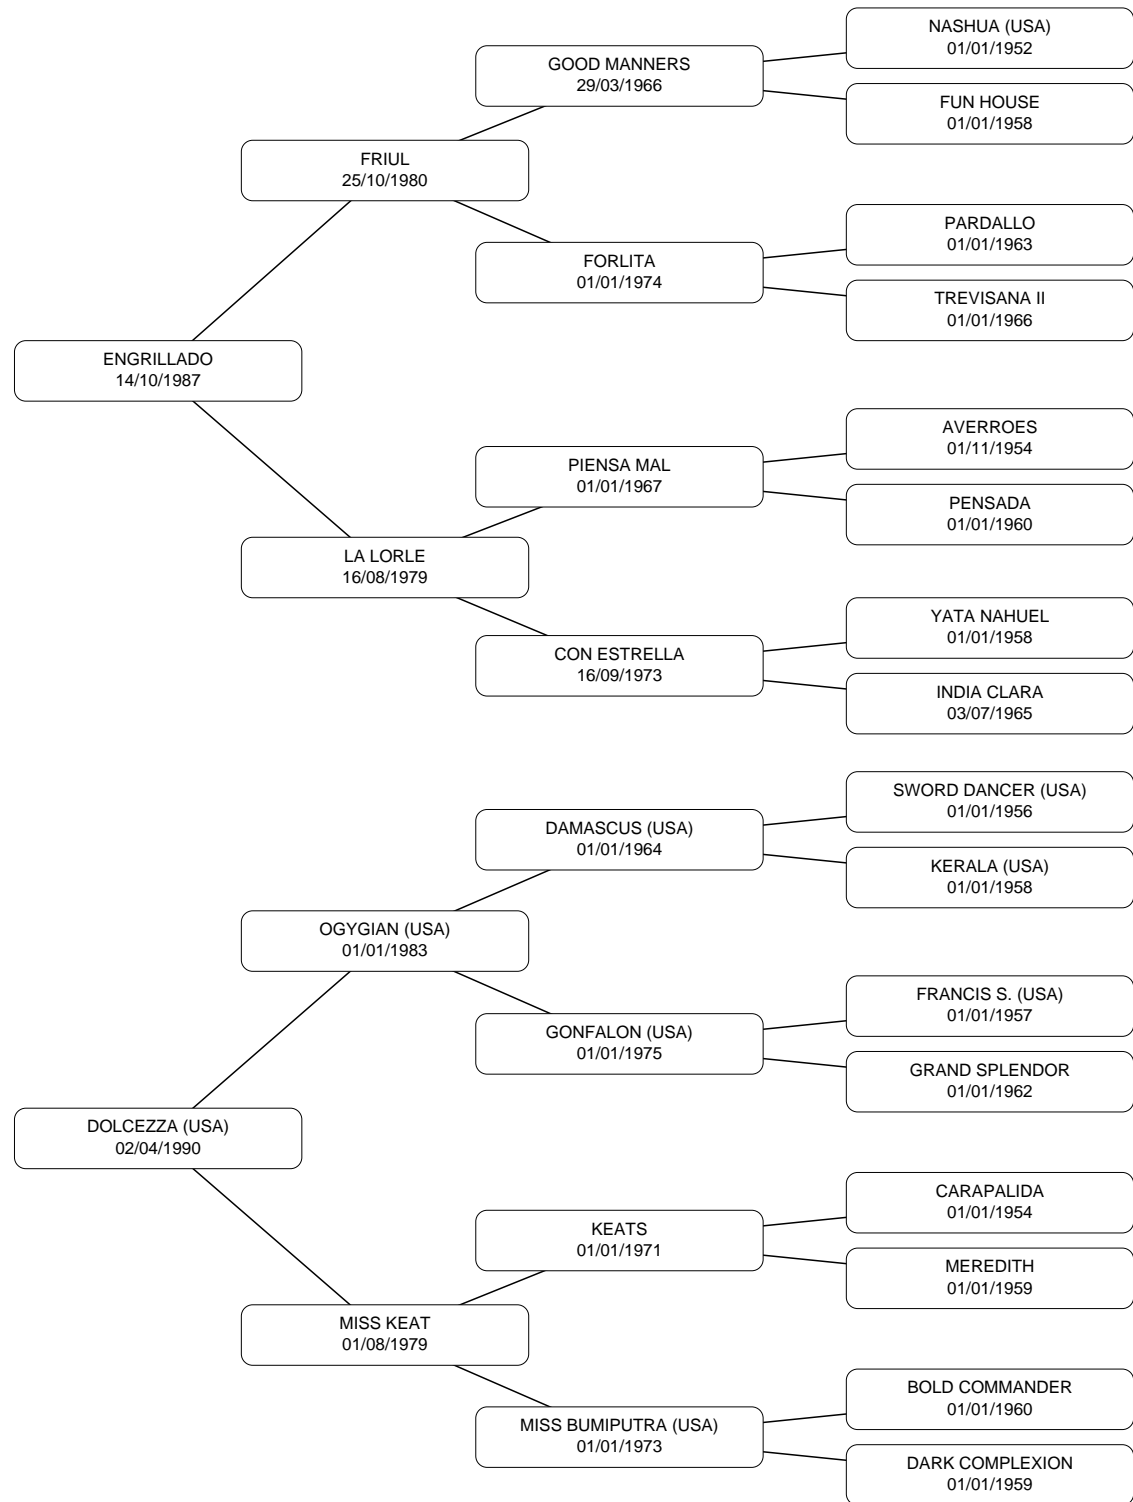 NASHUA (USA)
01/01/1952
GOOD MANNERS
29/03/1966
FUN HOUSE
01/01/1958
FRIUL
25/10/1980
PARDALLO
01/01/1963
FORLITA
01/01/1974
TREVISANA II
01/01/1966
ENGRILLADO
14/10/1987
AVERROES
01/11/1954
PIENSA MAL
01/01/1967
PENSADA
01/01/1960
LA LORLE
16/08/1979
YATA NAHUEL
01/01/1958
CON ESTRELLA
16/09/1973
INDIA CLARA
03/07/1965
SWORD DANCER (USA)
01/01/1956
DAMASCUS (USA)
01/01/1964
KERALA (USA)
01/01/1958
OGYGIAN (USA)
01/01/1983
FRANCIS S. (USA)
01/01/1957
GONFALON (USA)
01/01/1975
GRAND SPLENDOR
01/01/1962
DOLCEZZA (USA)
02/04/1990
CARAPALIDA
01/01/1954
KEATS
01/01/1971
MEREDITH
01/01/1959
MISS KEAT
01/08/1979
BOLD COMMANDER
01/01/1960
MISS BUMIPUTRA (USA)
01/01/1973
DARK COMPLEXION
01/01/1959